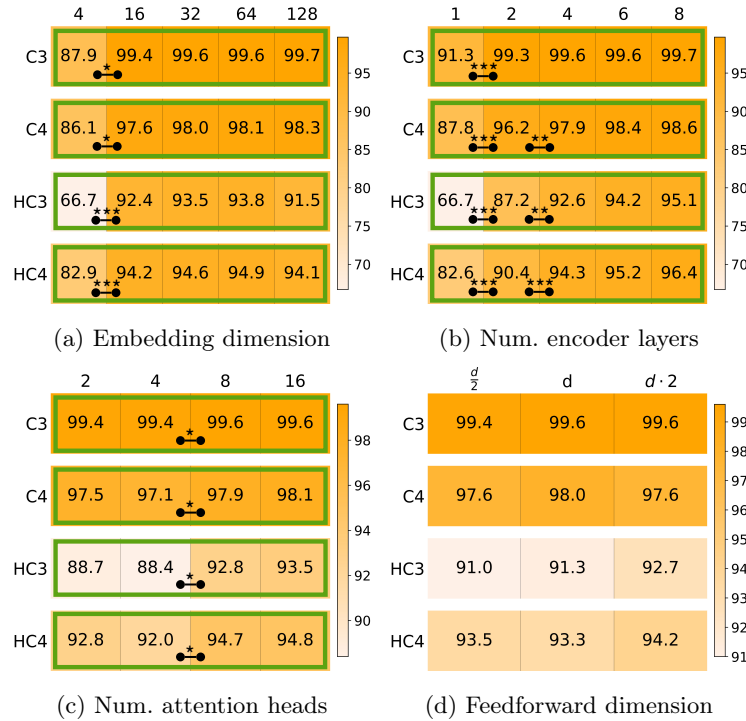 4 16 32 64 128
C3 87.9 99.4 99.6 99.6 99.7
*
C4 86.1 97.6 98.0 98.1 98.3
*
HC3 66.7 92.4 93.5 93.8 91.5
***
HC4 82.9 94.2 94.6 94.9 94.1
***
95
90
85
80
75
70
(a) Embedding dimension
1 2 4 6 8
C3 91.3 99.3 99.6 99.6 99.7
***
C4 87.8 96.2 97.9 98.4 98.6
*** **
HC3 66.7 87.2 92.6 94.2 95.1
*** **
HC4 82.6 90.4 94.3 95.2 96.4
*** ***
95
90
85
80
75
70
(b) Num. encoder layers
2 4 8 16
C3 99.4 99.4 99.6 99.6
*
C4 97.5 97.1 97.9 98.1
*
HC3 88.7 88.4 92.8 93.5
*
HC4 92.8 92.0 94.7 94.8
*
98
96
94
92
90
(c) Num. attention heads
d/2 d d · 2
C3 99.4 99.6 99.6
C4 97.6 98.0 97.6
HC3 91.0 91.3 92.7
HC4 93.5 93.3 94.2
99
98
97
96
95
94
93
92
91
(d) Feedforward dimension